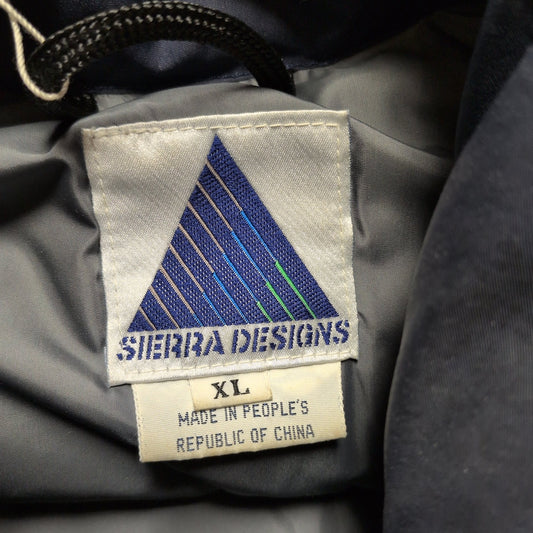 SIERRA DESIGNS
XL
MADE IN PEOPLE'S
REPUBLIC OF CHINA